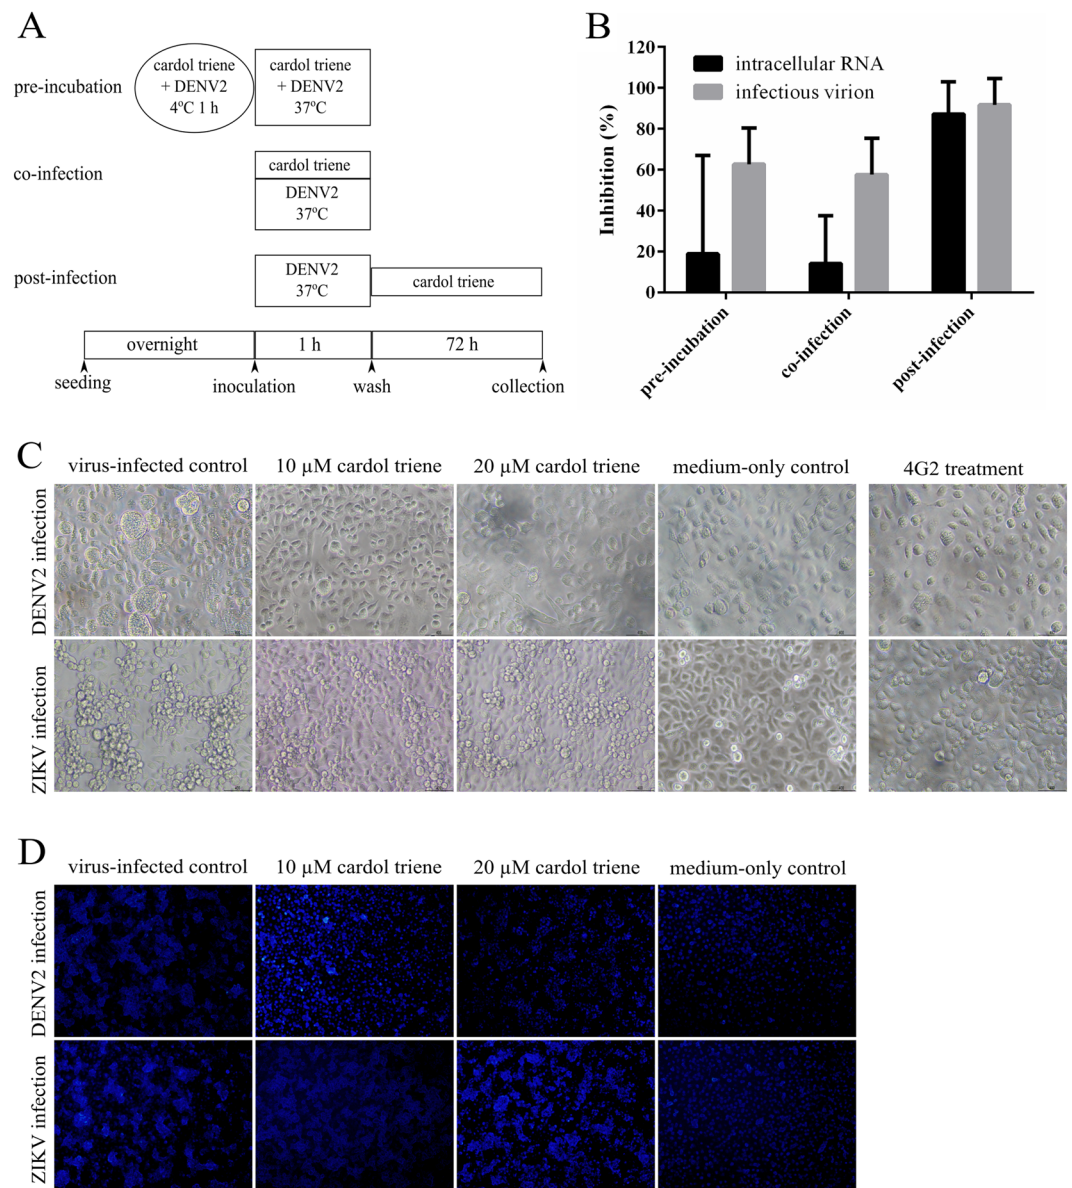 A
pre-incubation
cardol triene
+ DENV2
4ºC 1 h
cardol triene
+ DENV2
37ºC
co-infection
cardol triene
DENV2
37ºC
post-infection
DENV2
37ºC
cardol triene
overnight
1 h
72 h
seeding
inoculation
wash
collection
B
Inhibition (%)
120
100
80
60
40
20
0
intracellular RNA
infectious virion
pre-incubation
co-infection
post-infection
C
virus-infected control
10 µM cardol triene
20 µM cardol triene
medium-only control
4G2 treatment
DENV2 infection
ZIKV infection
D
virus-infected control
10 µM cardol triene
20 µM cardol triene
medium-only control
DENV2 infection
ZIKV infection